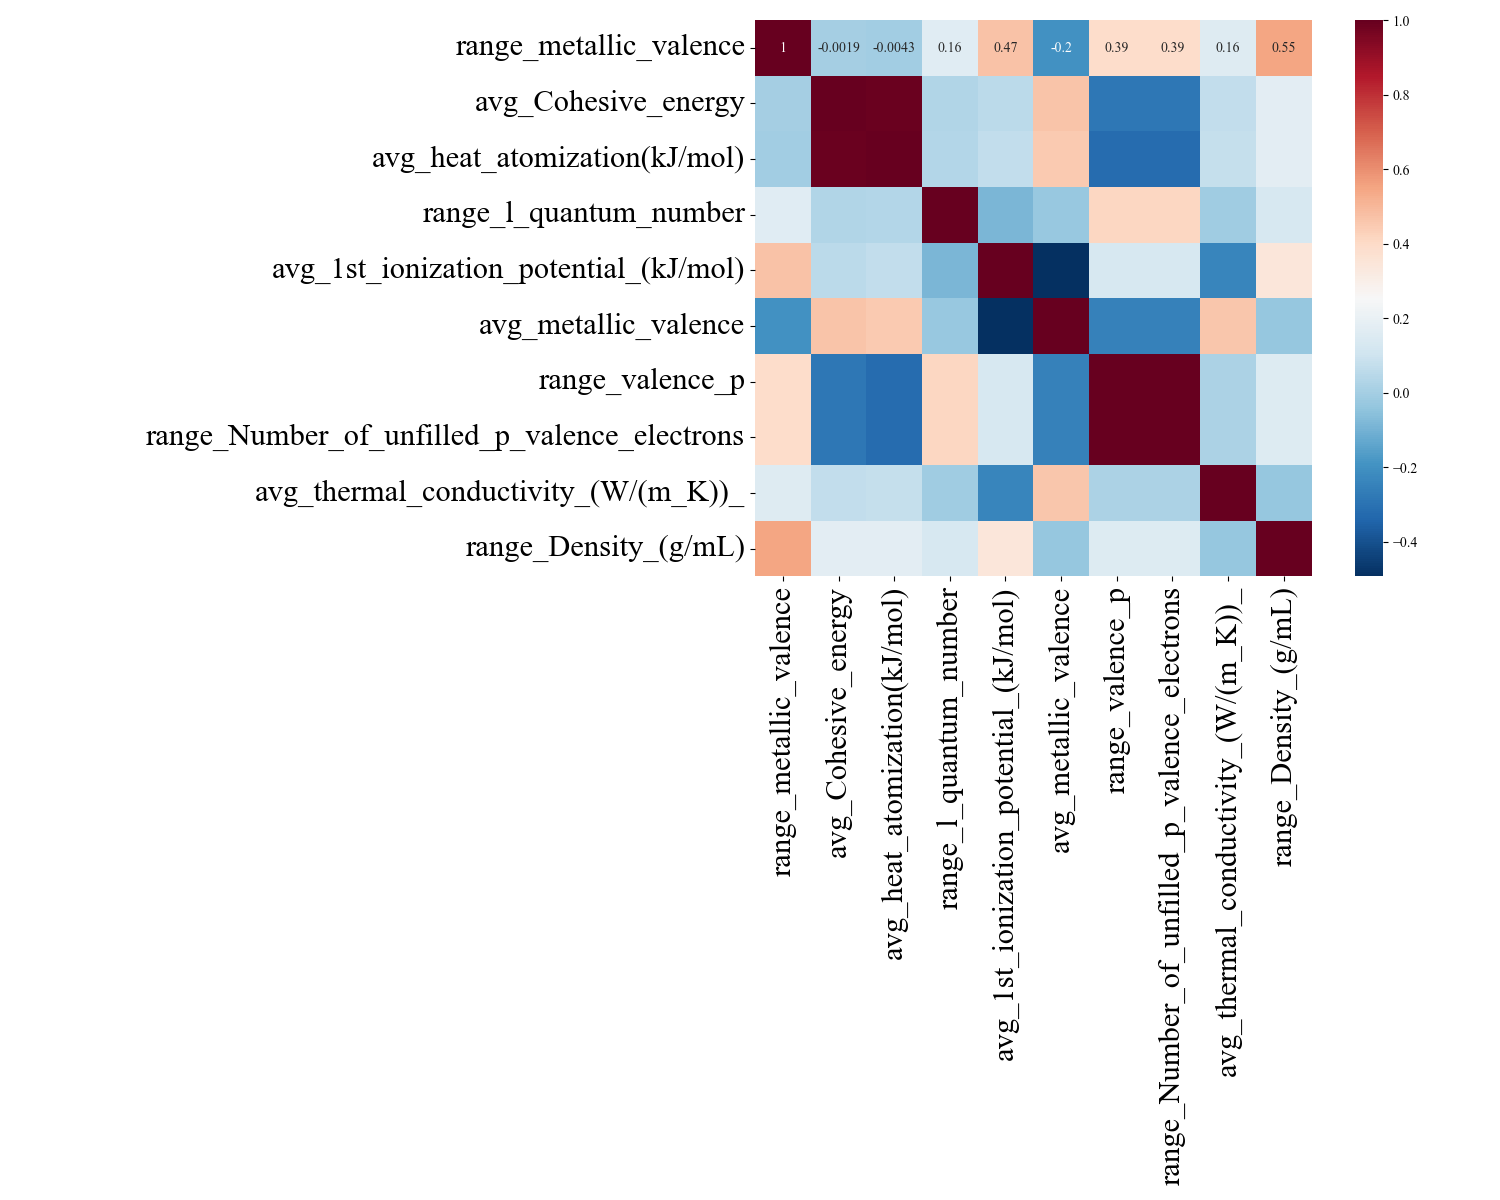 range_metallic_valence
1 -0.0019 -0.0043 0.16 0.47 -0.2 0.39 0.39 0.16 0.55
avg_Cohesive_energy
avg_heat_atomization(kJ/mol)
range_l_quantum_number
avg_1st_ionization_potential_(kJ/mol)
avg_metallic_valence
range_valence_p
range_Number_of_unfilled_p_valence_electrons
avg_thermal_conductivity_(W/(m_K))_
range_Density_(g/mL)
range_metallic_valence
avg_Cohesive_energy
avg_heat_atomization(kJ/mol)
range_l_quantum_number
avg_1st_ionization_potential_(kJ/mol)
avg_metallic_valence
range_valence_p
range_Number_of_unfilled_p_valence_electrons
avg_thermal_conductivity_(W/(m_K))_
range_Density_(g/mL)
1.0
0.8
0.6
0.4
0.2
0.0
−0.2
−0.4